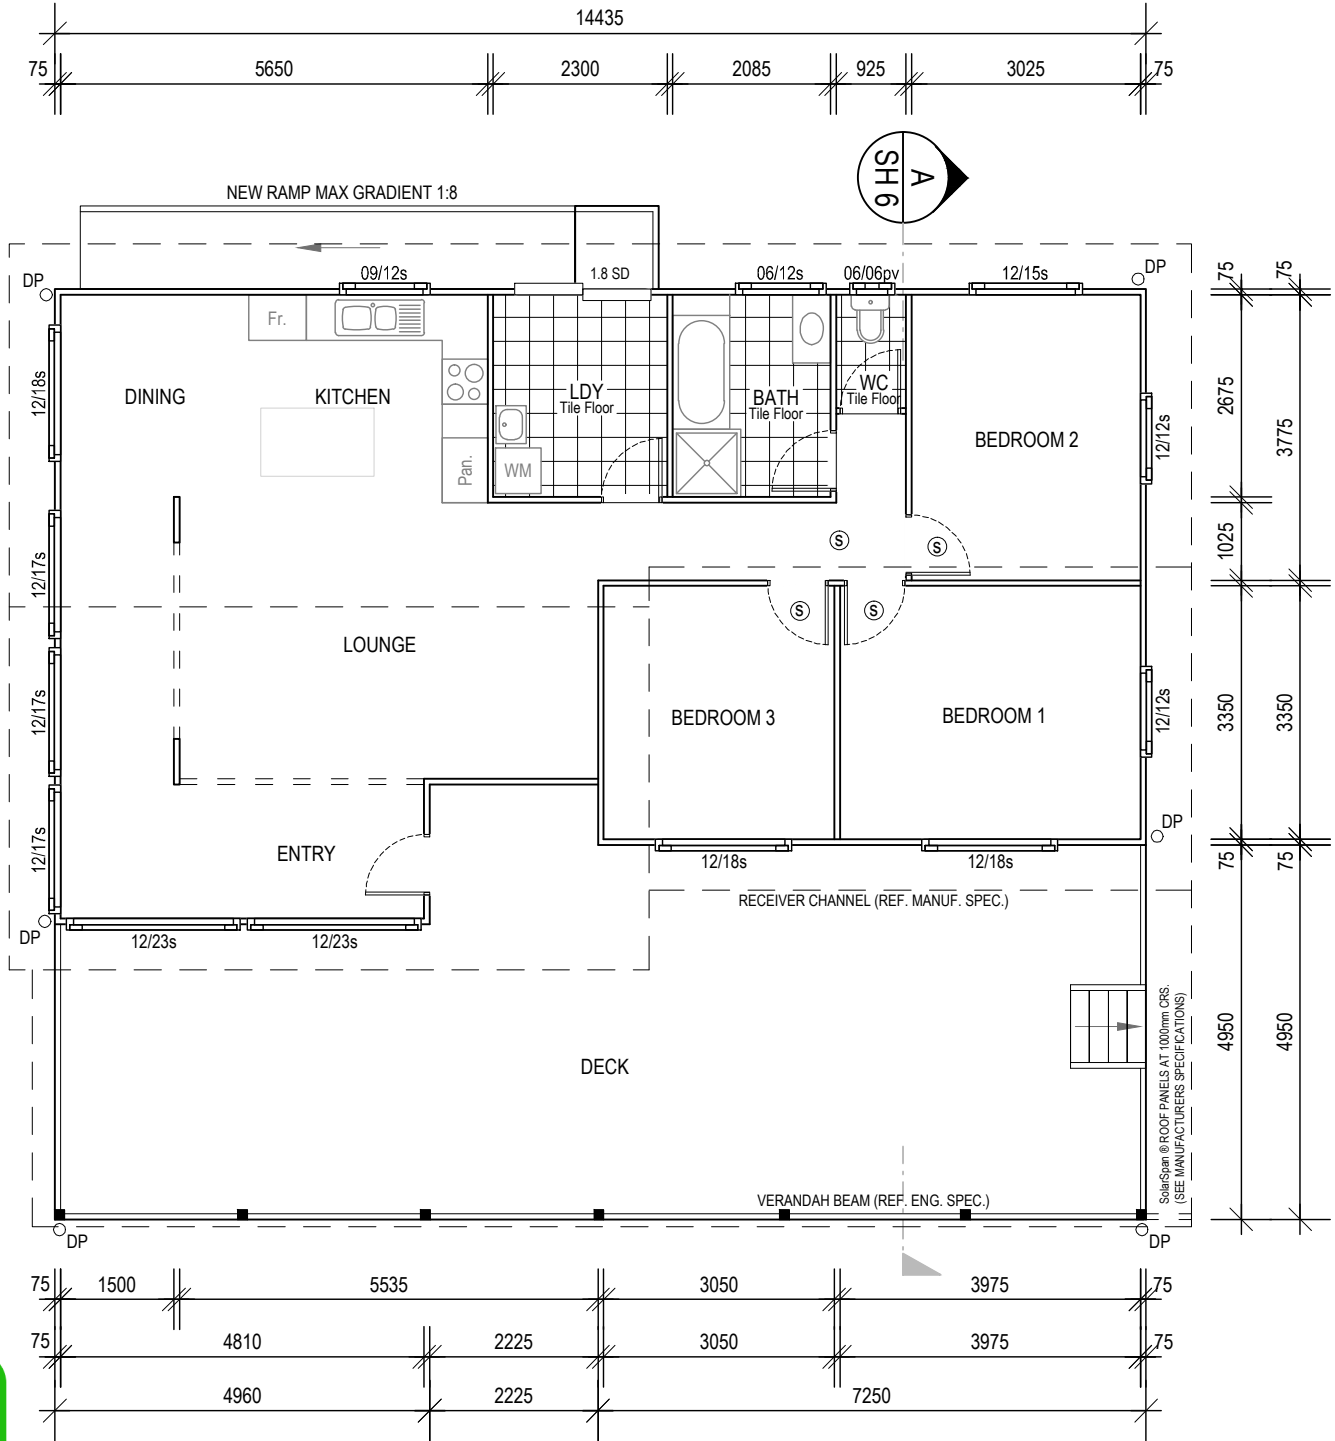 14435
75 5650 2300 2085 925 3025 75
A
SH 6
NEW RAMP MAX GRADIENT 1:8
DP 09/12s 1.8 SD 06/12s 06/06pv 12/15s DP
75 75
Fr.
12/18s
DINING KITCHEN
LDY
Tile Floor
BATH
Tile Floor
WC
Tile Floor
BEDROOM 2
12/12s
2675
3775
Pan.
WM
S S
12/17s
1025
S S
LOUNGE
12/17s
BEDROOM 3 BEDROOM 1
12/12s
3350 3350
DP
12/17s
ENTRY
12/18s 12/18s
75 75
RECEIVER CHANNEL (REF. MANUF. SPEC.)
DP
12/23s 12/23s
SolarSpan ® ROOF PANELS AT 1000mm CRS.
(SEE MANUFACTURERS SPECIFICATIONS)
4950 4950
DECK
VERANDAH BEAM (REF. ENG. SPEC.)
DP DP
75 1500 5535 3050 3975 75
75 4810 2225 3050 3975 75
4960 2225 7250